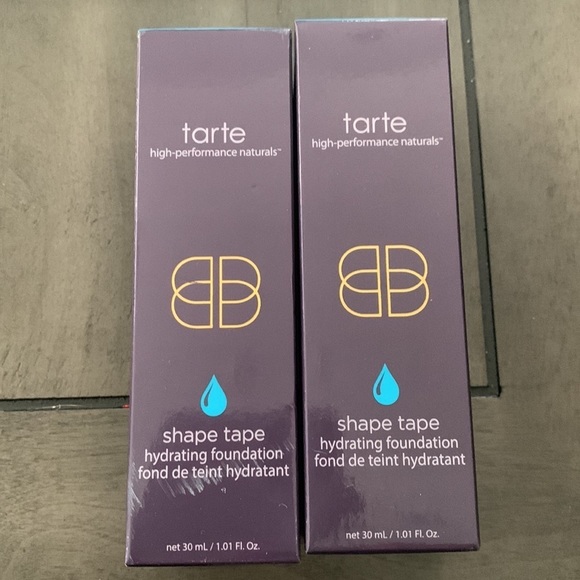 tarte
high-performance naturals™
shape tape
hydrating foundation
fond de teint hydratant
net 30 mL / 1.01 Fl. Oz.
tarte
high-performance naturals™
shape tape
hydrating foundation
fond de teint hydratant
net 30 mL / 1.01 Fl. Oz.